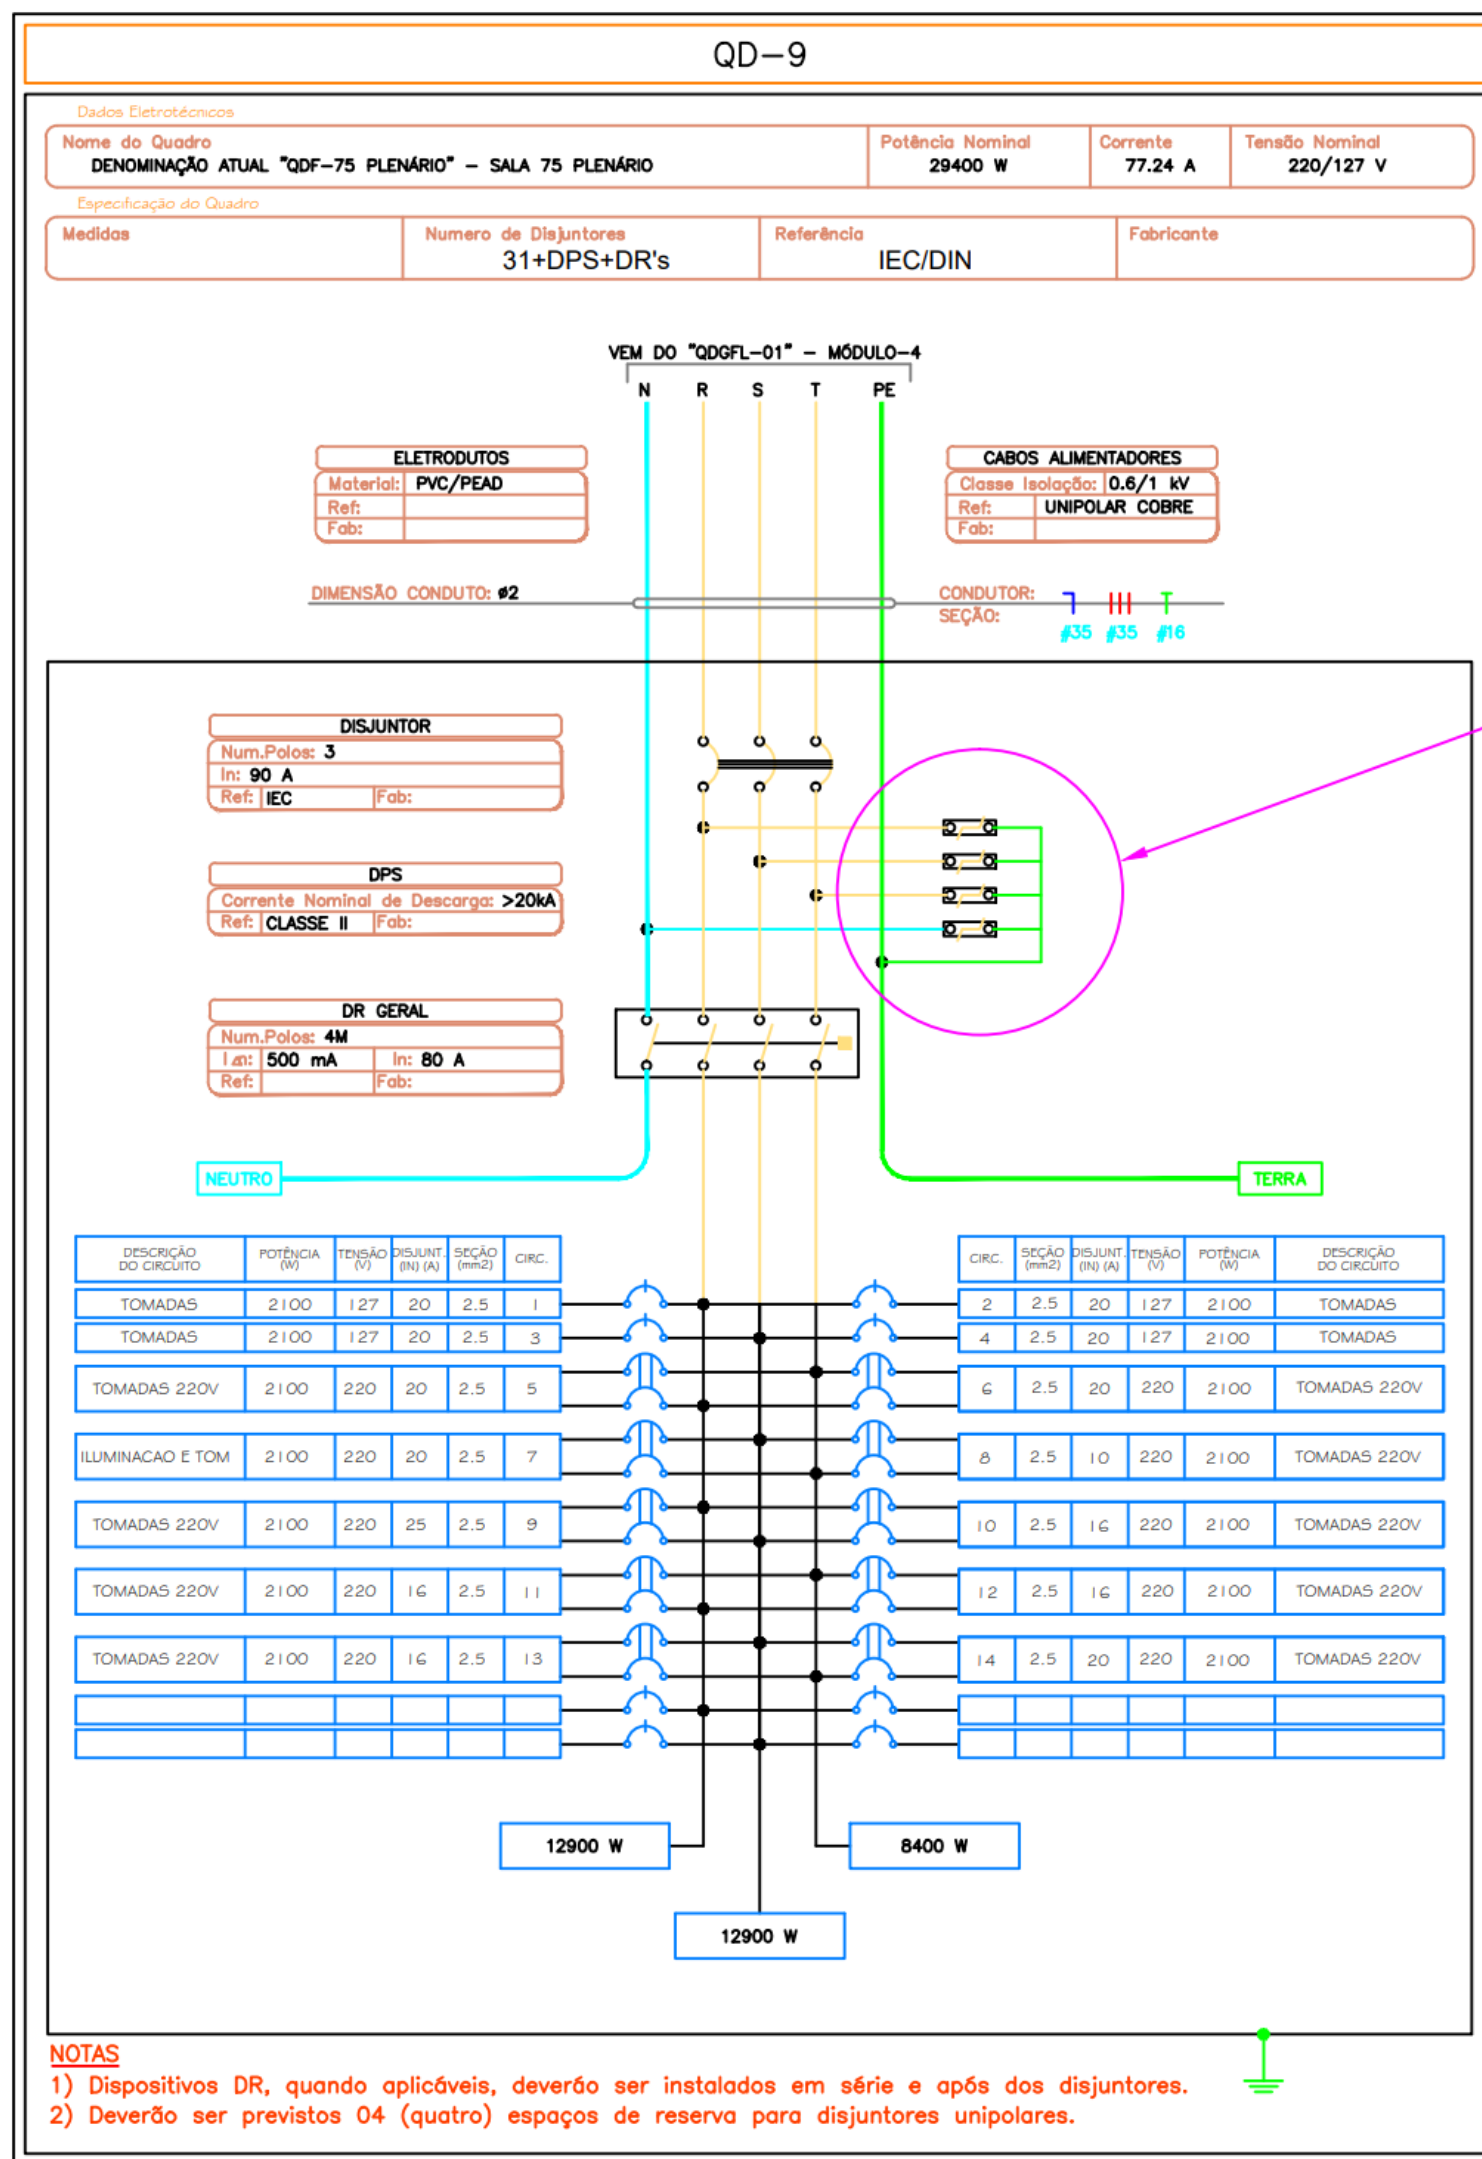 QD-9
Dados Eletrotécnicos
Nome do Quadro
DENOMINAÇÃO ATUAL "QDF-75 PLENÁRIO" - SALA 75 PLENÁRIO
Potência Nominal
29400 W
Corrente
77.24 A
Tensão Nominal
220/127 V
Especificação do Quadro
Medidas
Numero de Disjuntores
31+DPS+DR's
Referência
IEC/DIN
Fabricante
VEM DO "QDGFL-01" - MÓDULO-4
N R S T PE
ELETRODUTOS
Material: PVC/PEAD
Ref:
Fab:
CABOS ALIMENTADORES
Classe Isolação: 0.6/1 kV
Ref: UNIPOLAR COBRE
Fab:
DIMENSÃO CONDUTO: ø2
CONDUTOR:
SEÇÃO:
#35 #35 #16
DISJUNTOR
Num.Polos: 3
In: 90 A
Ref: IEC Fab:
DPS
Corrente Nominal de Descarga: >20kA
Ref: CLASSE II Fab:
DR GERAL
Num.Polos: 4M
I∆n: 500 mA In: 80 A
Ref: Fab:
NEUTRO
TERRA
DESCRIÇÃO DO CIRCUITO POTÊNCIA (W) TENSÃO (V) DISJUNT. (IN) (A) SEÇÃO (mm2) CIRC.
CIRC. SEÇÃO (mm2) DISJUNT. (IN) (A) TENSÃO (V) POTÊNCIA (W) DESCRIÇÃO DO CIRCUITO
TOMADAS 2100 127 20 2.5 1
2 2.5 20 127 2100 TOMADAS
TOMADAS 2100 127 20 2.5 3
4 2.5 20 127 2100 TOMADAS
TOMADAS 220V 2100 220 20 2.5 5
6 2.5 20 220 2100 TOMADAS 220V
ILUMINACAO E TOM 2100 220 20 2.5 7
8 2.5 10 220 2100 TOMADAS 220V
TOMADAS 220V 2100 220 25 2.5 9
10 2.5 16 220 2100 TOMADAS 220V
TOMADAS 220V 2100 220 16 2.5 11
12 2.5 16 220 2100 TOMADAS 220V
TOMADAS 220V 2100 220 16 2.5 13
14 2.5 20 220 2100 TOMADAS 220V
12900 W
8400 W
12900 W
NOTAS
1) Dispositivos DR, quando aplicáveis, deverão ser instalados em série e após dos disjuntores.
2) Deverão ser previstos 04 (quatro) espaços de reserva para disjuntores unipolares.